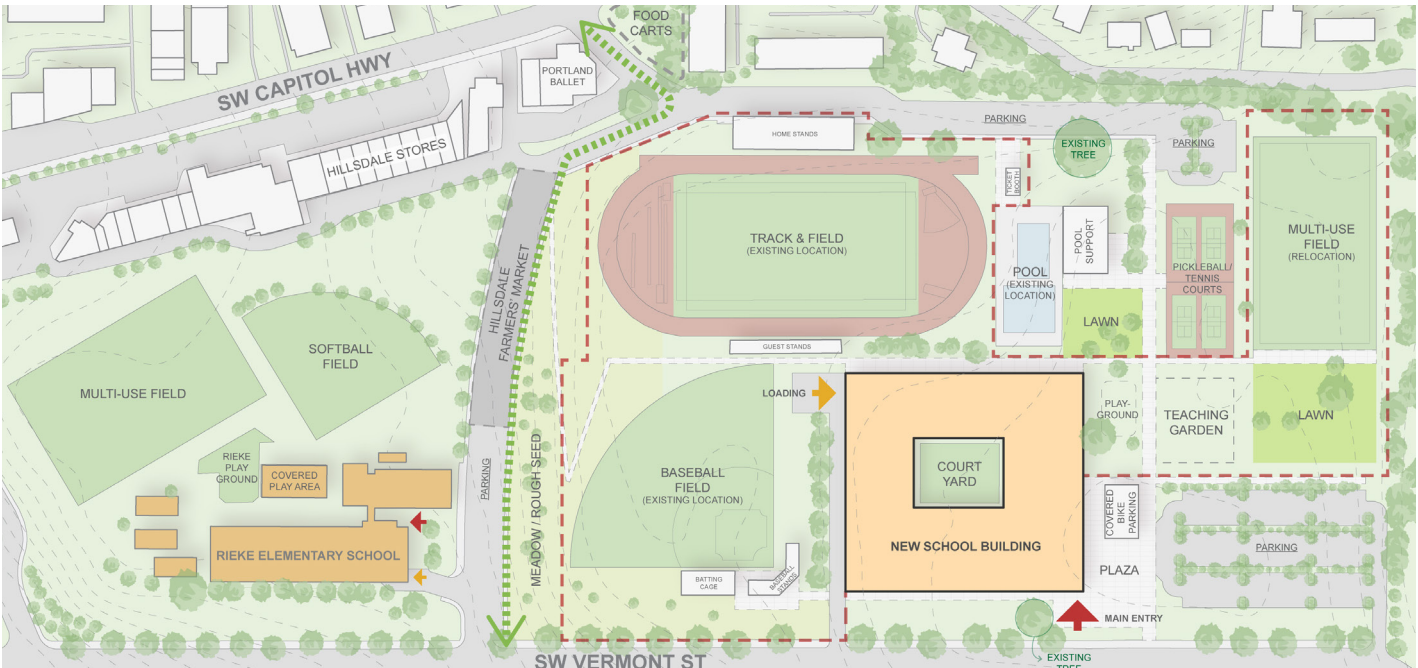 FOOD
CARTS
SW CAPITOL HWY
PORTLAND
BALLET
HILLSDALE STORES
HILLSDALE
FARMERS' MARKET
HOME STANDS
PARKING
EXISTING
TREE
PARKING
TICKET
BOOTH
TRACK & FIELD
(EXISTING LOCATION)
POOL
(EXISTING
LOCATION)
POOL
SUPPORT
PICKLEBALL/
TENNIS
COURTS
MULTI-USE
FIELD
(RELOCATION)
LAWN
GUEST STANDS
SOFTBALL
FIELD
MULTI-USE FIELD
RIEKE
PLAY
GROUND
COVERED
PLAY AREA
RIEKE ELEMENTARY SCHOOL
PARKING
MEADOW / ROUGH SEED
BASEBALL
FIELD
(EXISTING LOCATION)
BATTING
CAGE
BASEBALL
STANDS
LOADING
COURT
YARD
NEW SCHOOL BUILDING
PLAY-
GROUND
TEACHING
GARDEN
LAWN
COVERED
BIKE
PARKING
PLAZA
PARKING
MAIN ENTRY
EXISTING
TREE
SW VERMONT ST